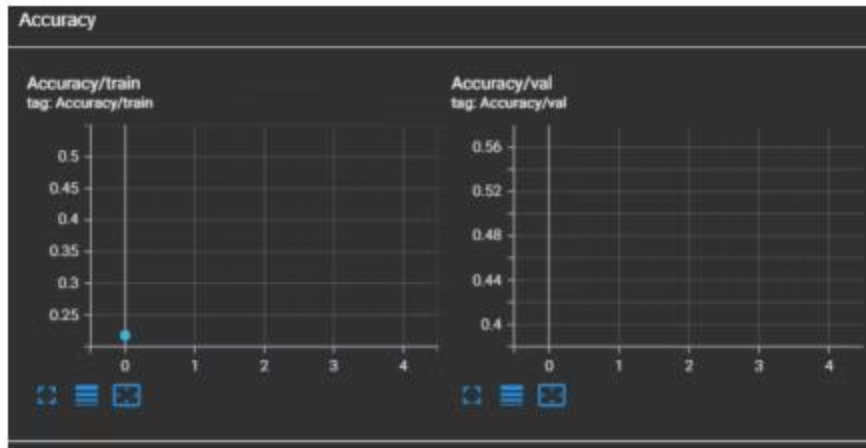 Accuracy
Accuracy/train
tag: Accuracy/train
0.5
0.45
0.4
0.35
0.3
0.25
0 1 2 3 4
Accuracy/val
tag: Accuracy/val
0.56
0.52
0.48
0.44
0.4
0 1 2 3 4